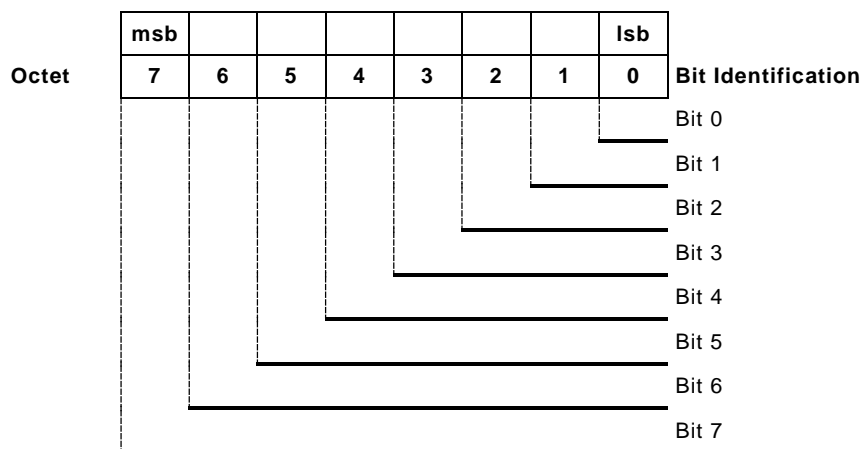 msb lsb
Octet 7 6 5 4 3 2 1 0 Bit Identification
Bit 0
Bit 1
Bit 2
Bit 3
Bit 4
Bit 5
Bit 6
Bit 7